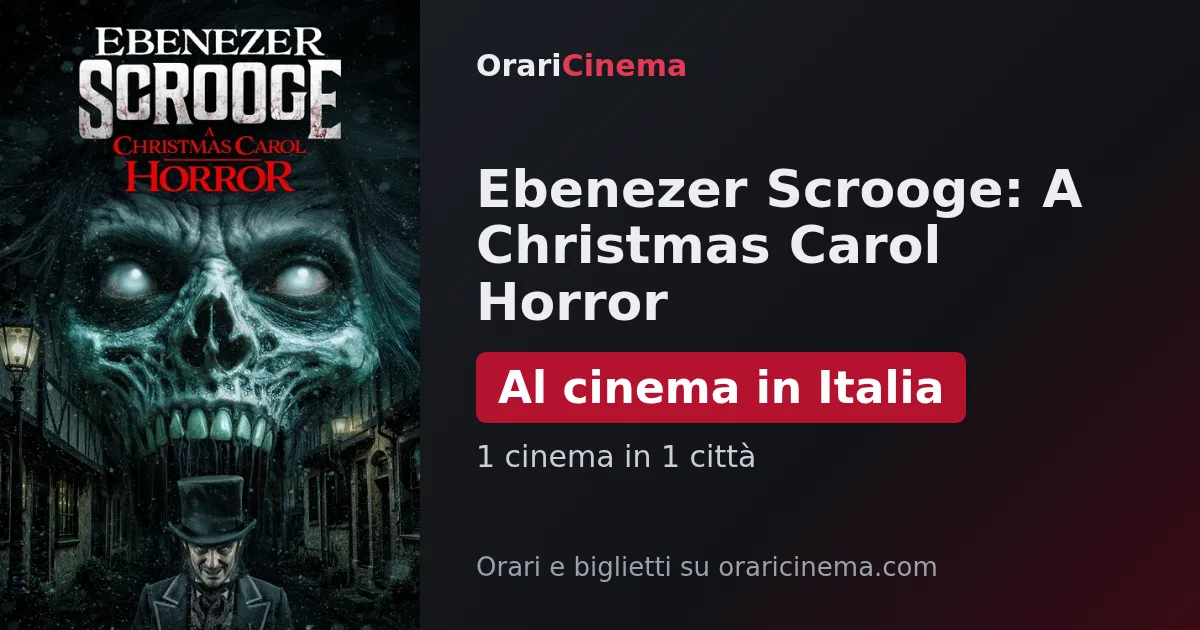 EBENEZER
SCROOGE
A
CHRISTMAS CAROL
HORROR
OrariCinema
Ebenezer Scrooge: A
Christmas Carol
Horror
Al cinema in Italia
1 cinema in 1 città
Orari e biglietti su oraricinema.com